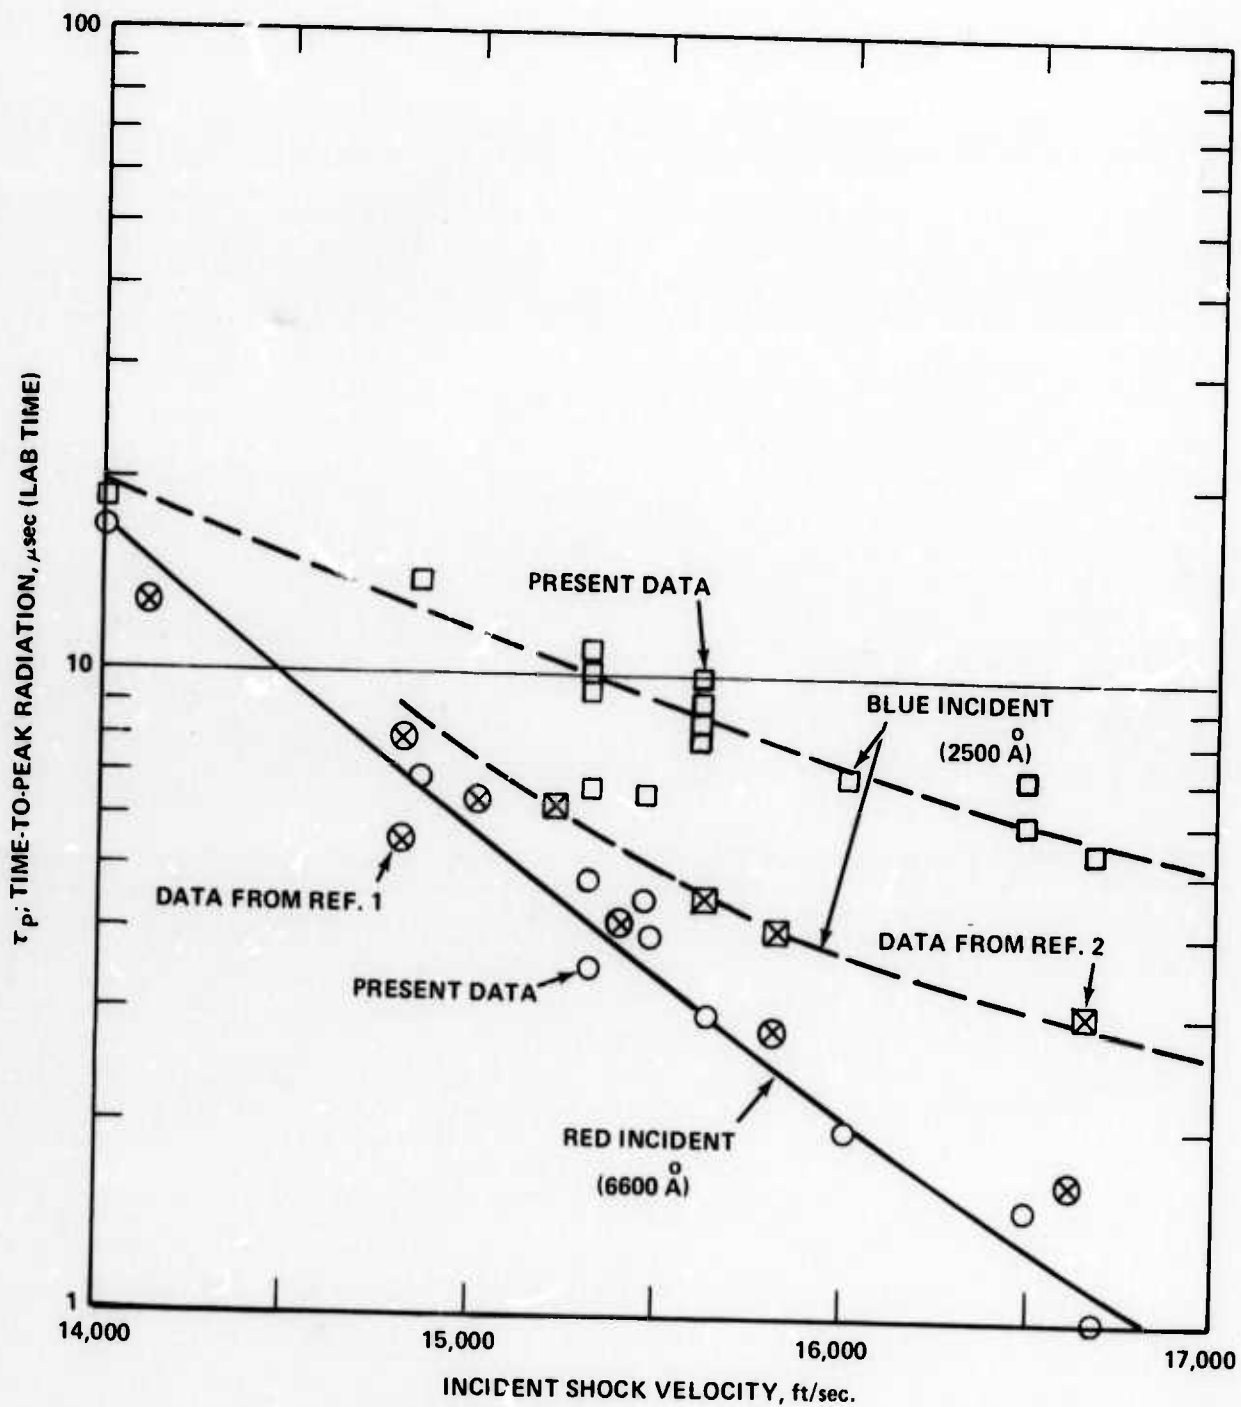 100
10
1
τp; TIME-TO-PEAK RADIATION, μsec (LAB TIME)
PRESENT DATA
BLUE INCIDENT
(2500 Å)
DATA FROM REF. 1
DATA FROM REF. 2
PRESENT DATA
RED INCIDENT
(6600 Å)
14,000
15,000
16,000
17,000
INCIDENT SHOCK VELOCITY, ft/sec.